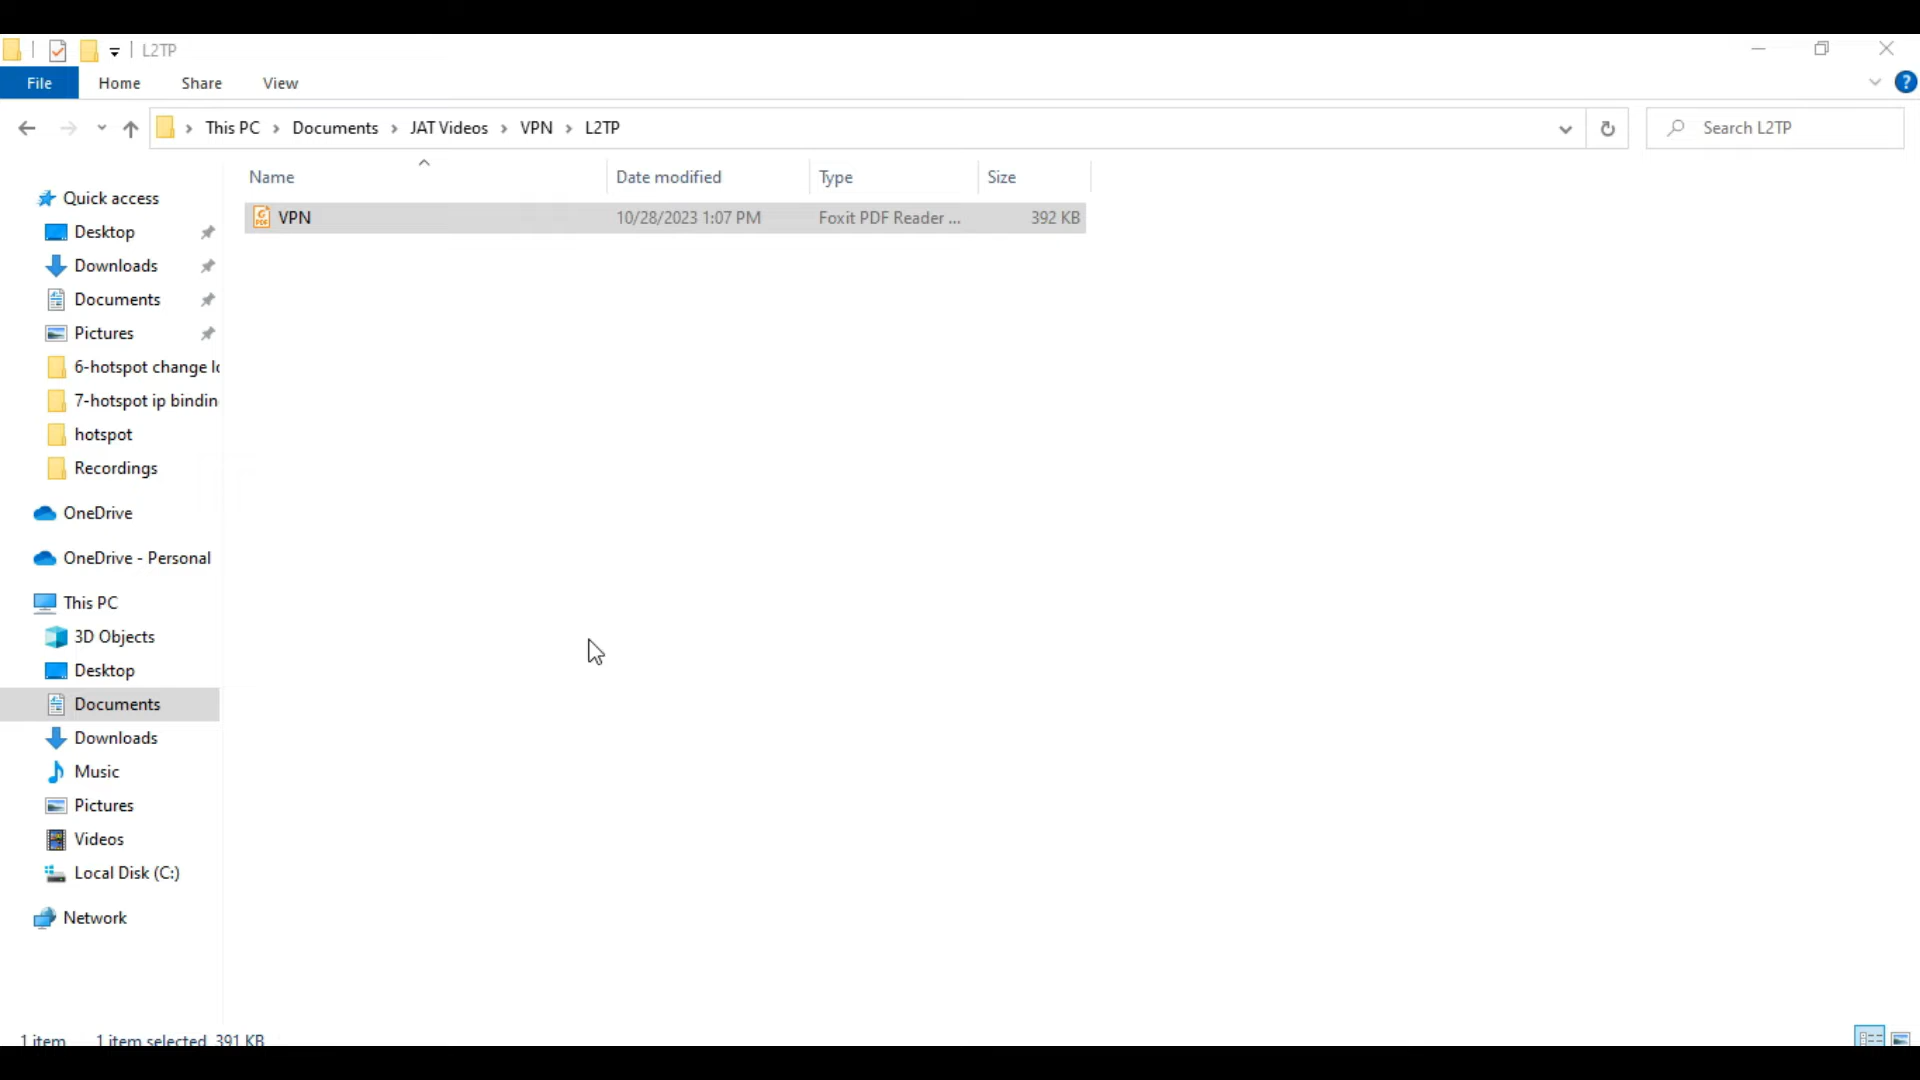 L2TP
File Home Share View
This PC Documents JAT Videos VPN L2TP
Search L2TP
Name Date modified Type Size
VPN 10/28/2023 1:07 PM Foxit PDF Reader ... 392 KB
Quick access
Desktop
Downloads
Documents
Pictures
6-hotspot change lo
7-hotspot ip bindin
hotspot
Recordings
OneDrive
OneDrive - Personal
This PC
3D Objects
Desktop
Documents
Downloads
Music
Pictures
Videos
Local Disk (C:)
Network
1 item 1 item selected 391 KB